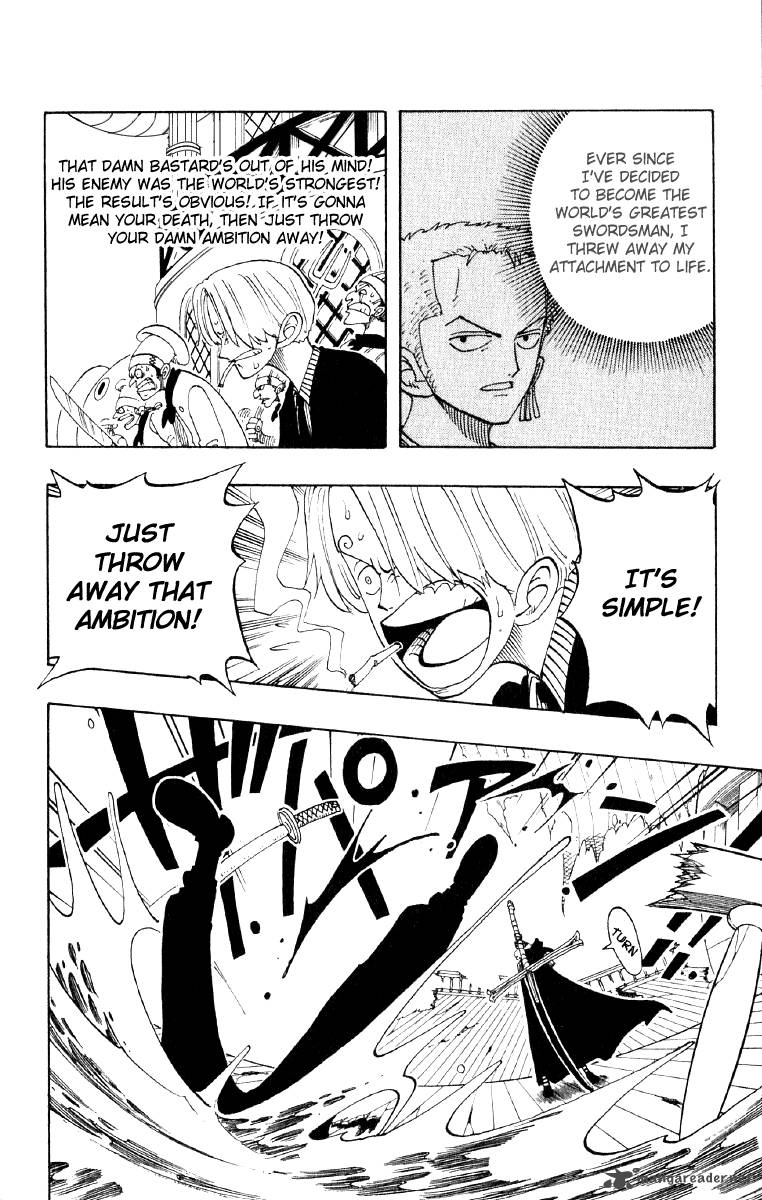 EVER SINCE
I'VE DECIDED
TO BECOME THE
WORLD'S GREATEST
SWORDSMAN, I
THREW AWAY MY
ATTACHMENT TO LIFE.
THAT DAMN BASTARD'S OUT OF HIS MIND!
HIS ENEMY WAS THE WORLD'S STRONGEST!
THE RESULT'S OBVIOUS! IF IT'S GONNA
MEAN YOUR DEATH, THEN JUST THROW
YOUR DAMN AMBITION AWAY!
IT'S
SIMPLE!
JUST
THROW
AWAY THAT
AMBITION!
TURN
mangareader.net